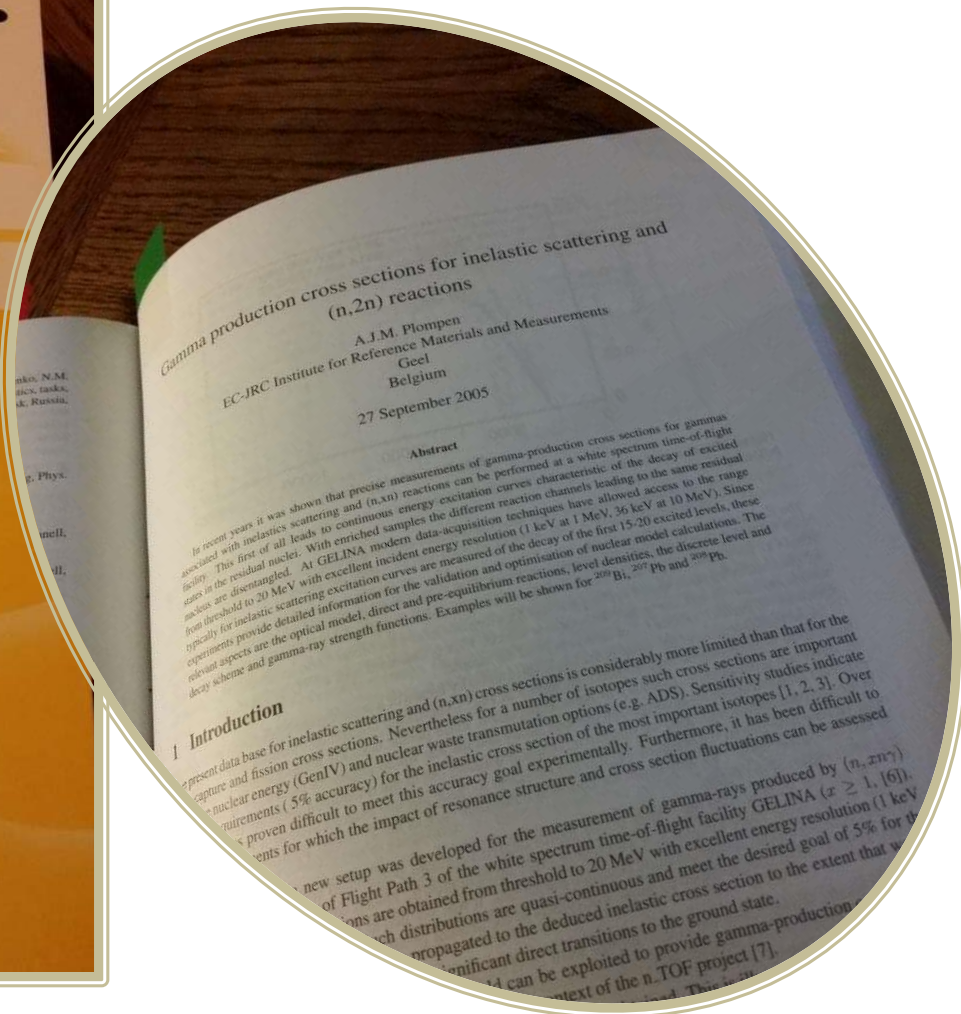 nko, N.M.
tics, tasks,
sk, Russia,
g, Phys.
nell,
ll,
Gamma production cross sections for inelastic scattering and
(n,2n) reactions
A.J.M. Plompen
EC-JRC Institute for Reference Materials and Measurements
Geel
Belgium
27 September 2005
Abstract
In recent years it was shown that precise measurements of gamma-production cross sections for gammas
associated with inelastics scattering and (n,xn) reactions can be performed at a white spectrum time-of-flight
facility. This first of all leads to continuous energy excitation curves characteristic of the decay of excited
states in the residual nuclei. With enriched samples the different reaction channels leading to the same residual
nucleus are disentangled. At GELINA modern data-acquisition techniques have allowed access to the range
from threshold to 20 MeV with excellent incident energy resolution (1 keV at 1 MeV, 36 keV at 10 MeV). Since
typically for inelastic scattering excitation curves are measured of the decay of the first 15-20 excited levels, these
experiments provide detailed information for the validation and optimisation of nuclear model calculations. The
relevant aspects are the optical model, direct and pre-equilibrium reactions, level densities, the discrete level and
decay scheme and gamma-ray strength functions. Examples will be shown for ²⁰⁹Bi, ²⁰⁷Pb and ²⁰⁸Pb.
1 Introduction
present data base for inelastic scattering and (n,xn) cross sections is considerably more limited than that for the
capture and fission cross sections. Nevertheless for a number of isotopes such cross sections are important
nuclear energy (GenIV) and nuclear waste transmutation options (e.g. ADS). Sensitivity studies indicate
quirements ( 5% accuracy) for the inelastic cross section of the most important isotopes [1, 2, 3]. Over
s proven difficult to meet this accuracy goal experimentally. Furthermore, it has been difficult to
ents for which the impact of resonance structure and cross section fluctuations can be assessed
new setup was developed for the measurement of gamma-rays produced by (n, xnγ)
of Flight Path 3 of the white spectrum time-of-flight facility GELINA (x ≥ 1, [6]).
ions are obtained from threshold to 20 MeV with excellent energy resolution (1 keV
ch distributions are quasi-continuous and meet the desired goal of 5% for th
propagated to the deduced inelastic cross section to the extent that w
significant direct transitions to the ground state.
can be exploited to provide gamma-production
ntext of the n_TOF project [7].
This